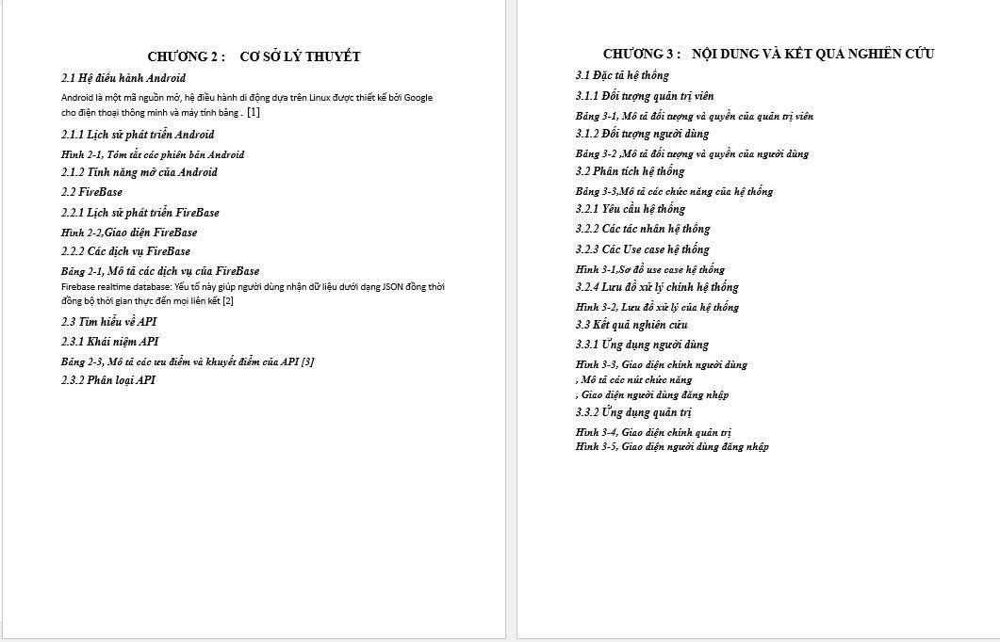 CHƯƠNG 2 : CƠ SỞ LÝ THUYẾT
2.1 Hệ điều hành Android
Android là một mã nguồn mở, hệ điều hành di động dựa trên Linux được thiết kế bởi Google
cho điện thoại thông minh và máy tính bảng . [1]
2.1.1 Lịch sử phát triển Android
Hình 2-1, Tóm tắt các phiên bản Android
2.1.2 Tính năng mở của Android
2.2 FireBase
2.2.1 Lịch sử phát triển FireBase
Hình 2-2,Giao diện FireBase
2.2.2 Các dịch vụ FireBase
Bảng 2-1, Mô tả các dịch vụ của FireBase
Firebase realtime database: Yếu tố này giúp người dùng nhận dữ liệu dưới dạng JSON đồng thời
đồng bộ thời gian thực đến mọi liên kết [2]
2.3 Tìm hiểu về API
2.3.1 Khái niệm API
Bảng 2-3, Mô tả các ưu điểm và khuyết điểm của API [3]
2.3.2 Phân loại API
CHƯƠNG 3 : NỘI DUNG VÀ KẾT QUẢ NGHIÊN CỨU
3.1 Đặc tả hệ thống
3.1.1 Đối tượng quản trị viên
Bảng 3-1, Mô tả đối tượng và quyền của quản trị viên
3.1.2 Đối tượng người dùng
Bảng 3-2 ,Mô tả đối tượng và quyền của người dùng
3.2 Phân tích hệ thống
Bảng 3-3,Mô tả các chức năng của hệ thống
3.2.1 Yêu cầu hệ thống
3.2.2 Các tác nhân hệ thống
3.2.3 Các Use case hệ thống
Hình 3-1,Sơ đồ use case hệ thống
3.2.4 Lưu đồ xử lý chính hệ thống
Hình 3-2, Lưu đồ xử lý của hệ thống
3.3 Kết quả nghiên cứu
3.3.1 Ứng dụng người dùng
Hình 3-3, Giao diện chính người dùng
, Mô tả các nút chức năng
, Giao diện người dùng đăng nhập
3.3.2 Ứng dụng quản trị
Hình 3-4, Giao diện chính quản trị
Hình 3-5, Giao diện người dùng đăng nhập